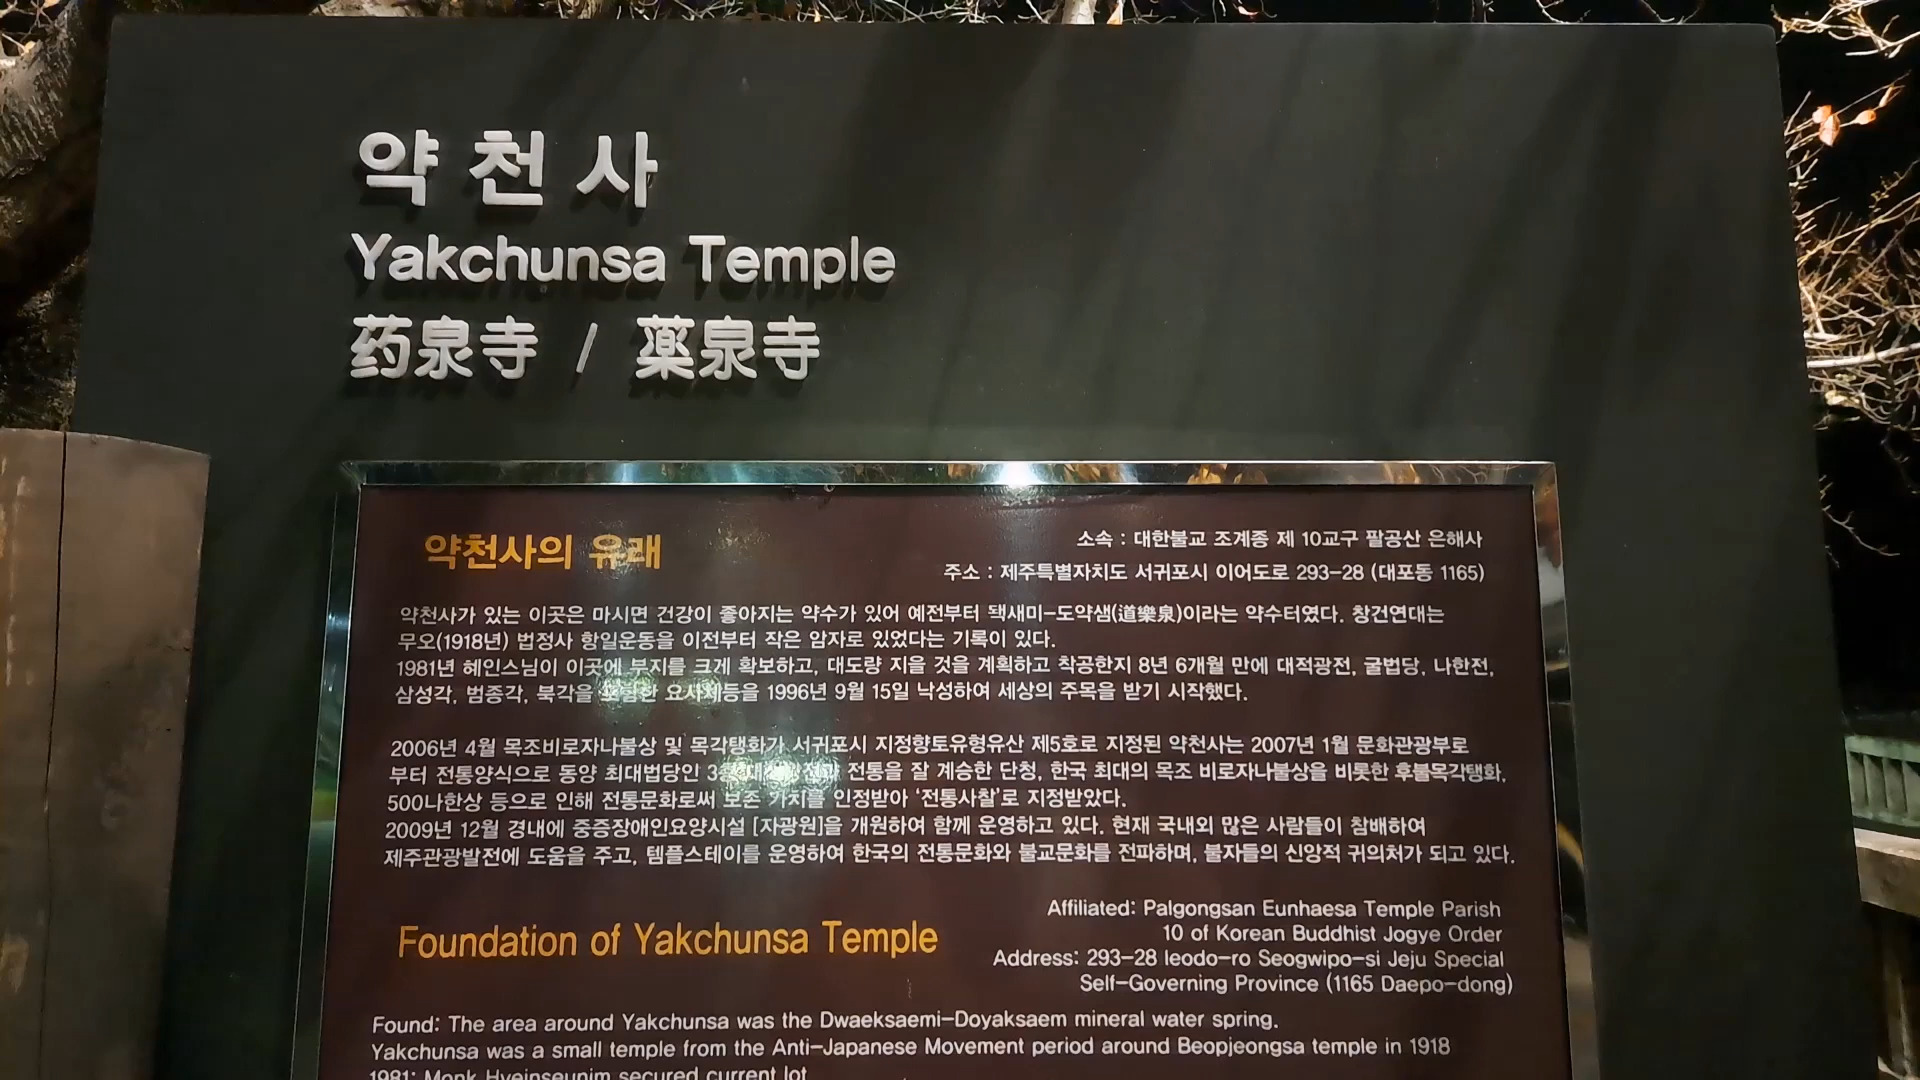 약천사
Yakchunsa Temple
药泉寺 / 薬泉寺
약천사의 유래
소속 : 대한불교 조계종 제 10교구 팔공산 은해사
주소 : 제주특별자치도 서귀포시 이어도로 293-28 (대포동 1165)
약천사가 있는 이곳은 마시면 건강이 좋아지는 약수가 있어 예전부터 됙새미-도약샘(道樂泉)이라는 약수터였다. 창건연대는
무오(1918년) 법정사 항일운동을 이전부터 작은 암자로 있었다는 기록이 있다.
1981년 혜인스님이 이곳에 부지를 크게 확보하고, 대도량 지을 것을 계획하고 착공한지 8년 6개월 만에 대적광전, 굴법당, 나한전,
삼성각, 범종각, 북각을 포함한 요사체등을 1996년 9월 15일 낙성하여 세상의 주목을 받기 시작했다.
2006년 4월 목조비로자나불상 및 목각탱화가 서귀포시 지정향토유형유산 제5호로 지정된 약천사는 2007년 1월 문화관광부로
부터 전통양식으로 동양 최대법당인 전통을 잘 계승한 단청, 한국 최대의 목조 비로자나불상을 비롯한 후불목각탱화,
500나한상 등으로 인해 전통문화로써 보존 가치를 인정받아 ‘전통사찰’로 지정받았다.
2009년 12월 경내에 중증장애인요양시설 [자광원]을 개원하여 함께 운영하고 있다. 현재 국내외 많은 사람들이 참배하여
제주관광발전에 도움을 주고, 템플스테이를 운영하여 한국의 전통문화와 불교문화를 전파하며, 불자들의 신앙적 귀의처가 되고 있다.
Foundation of Yakchunsa Temple
Affiliated: Palgongsan Eunhaesa Temple Parish
10 of Korean Buddhist Jogye Order
Address: 293-28 Ieodo-ro Seogwipo-si Jeju Special
Self-Governing Province (1165 Daepo-dong)
Found: The area around Yakchunsa was the Dwaeksaemi-Doyaksaem mineral water spring.
Yakchunsa was a small temple from the Anti-Japanese Movement period around Beopjeongsa temple in 1918
1981: Monk Hyeinseunim secured current lot